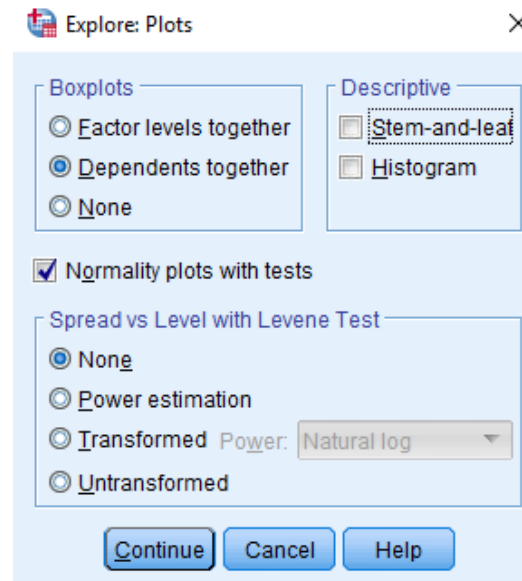 Explore: Plots
Boxplots
Factor levels together
Dependents together
None
Descriptive
Stem-and-leaf
Histogram
Normality plots with tests
Spread vs Level with Levene Test
None
Power estimation
Transformed Power: Natural log
Untransformed
Continue Cancel Help